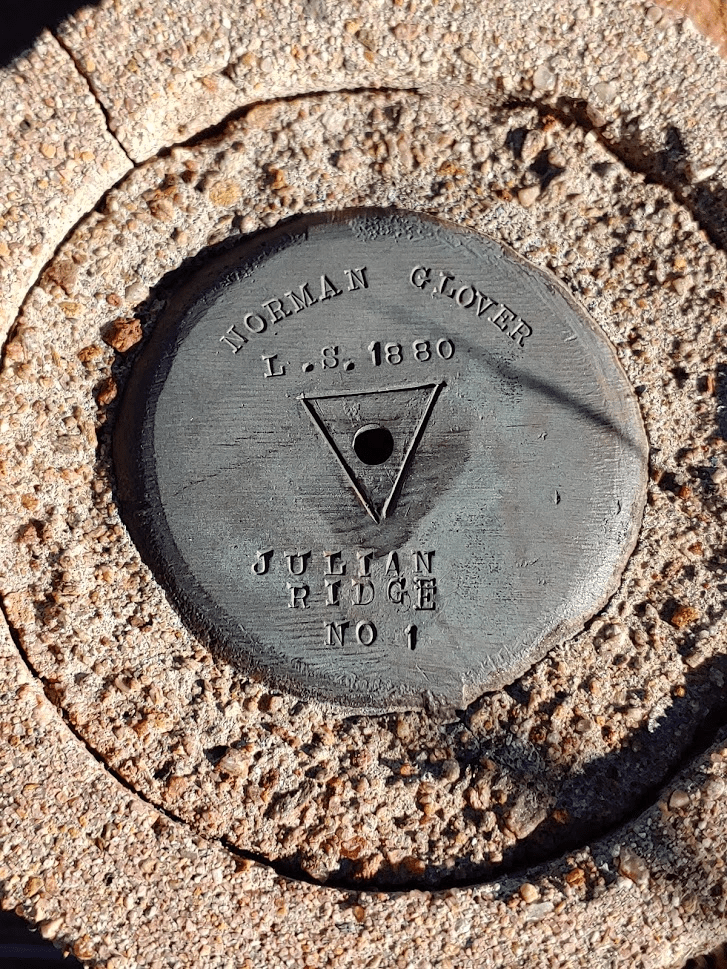 NORMAN GLOVER
L.S. 1880
JULIAN
RIDGE
NO 1